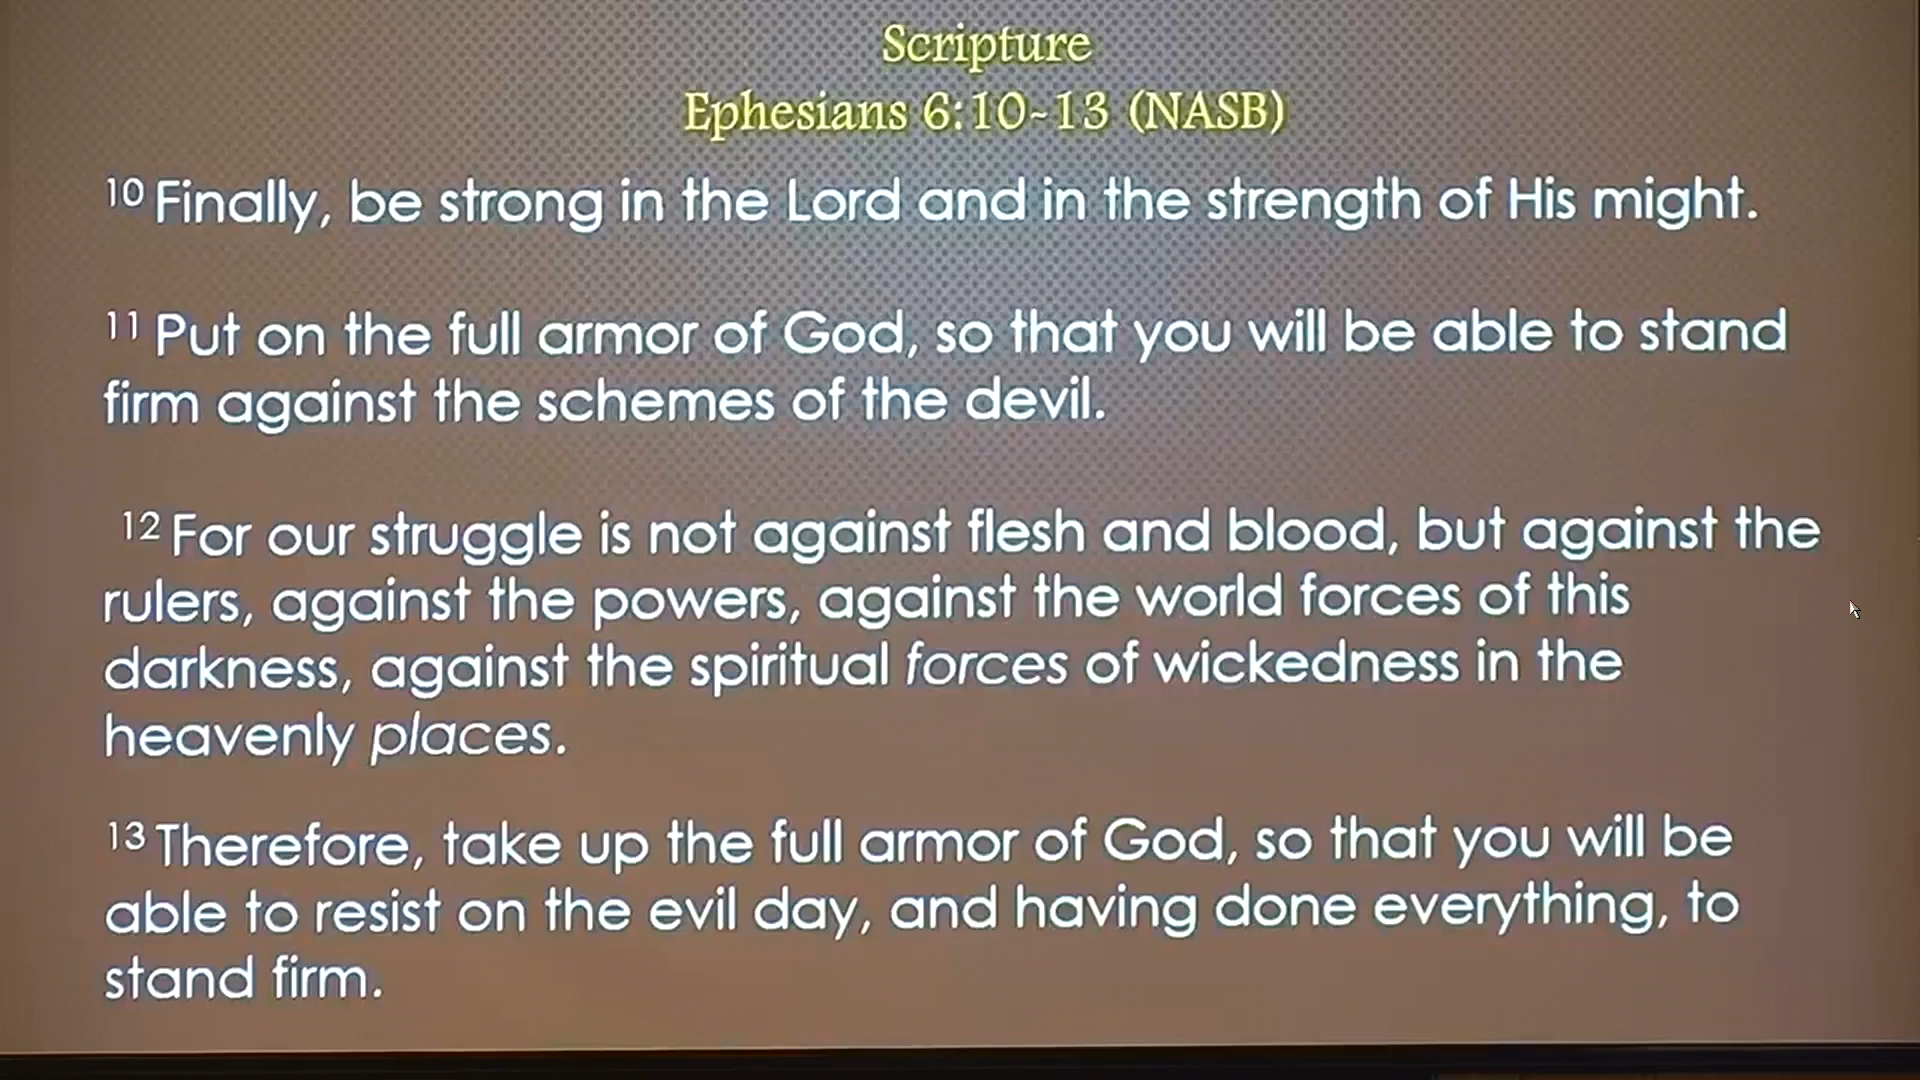 Scripture
Ephesians 6:10-13 (NASB)
10 Finally, be strong in the Lord and in the strength of His might.
11 Put on the full armor of God, so that you will be able to stand
firm against the schemes of the devil.
12 For our struggle is not against flesh and blood, but against the
rulers, against the powers, against the world forces of this
darkness, against the spiritual forces of wickedness in the
heavenly places.
13 Therefore, take up the full armor of God, so that you will be
able to resist on the evil day, and having done everything, to
stand firm.